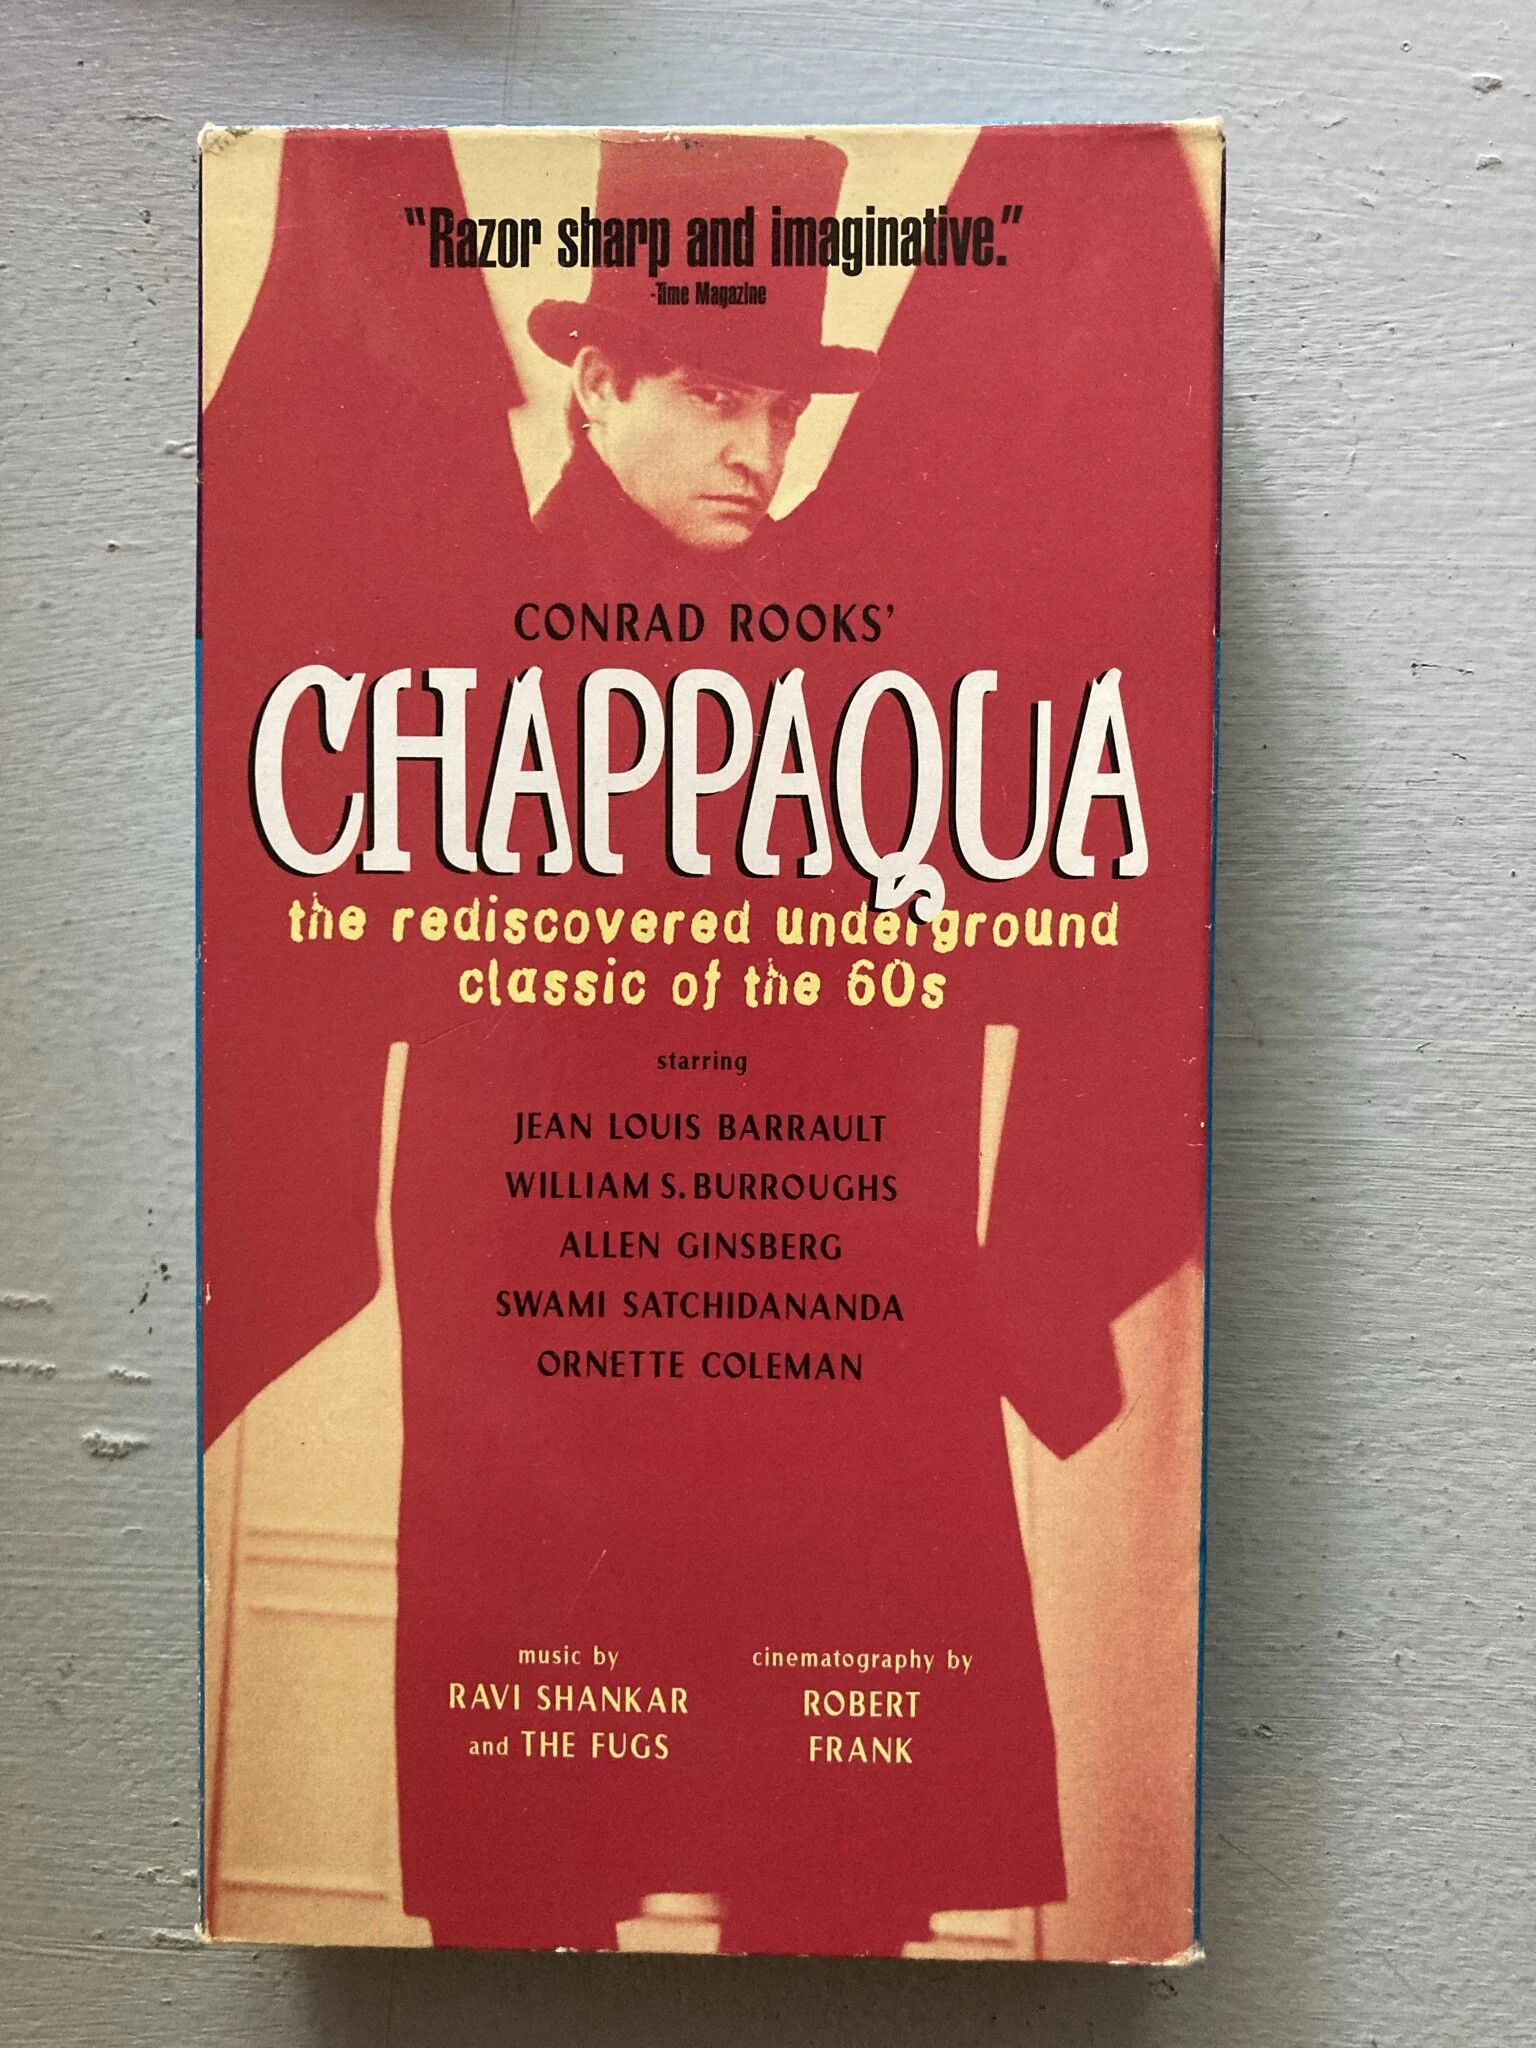 “Razor sharp and imaginative.”
-Time Magazine
CONRAD ROOKS’
CHAPPAQUA
the rediscovered underground
classic of the 60s
starring
JEAN LOUIS BARRAULT
WILLIAM S. BURROUGHS
ALLEN GINSBERG
SWAMI SATCHIDANANDA
ORNETTE COLEMAN
music by
RAVI SHANKAR
and THE FUGS
cinematography by
ROBERT
FRANK